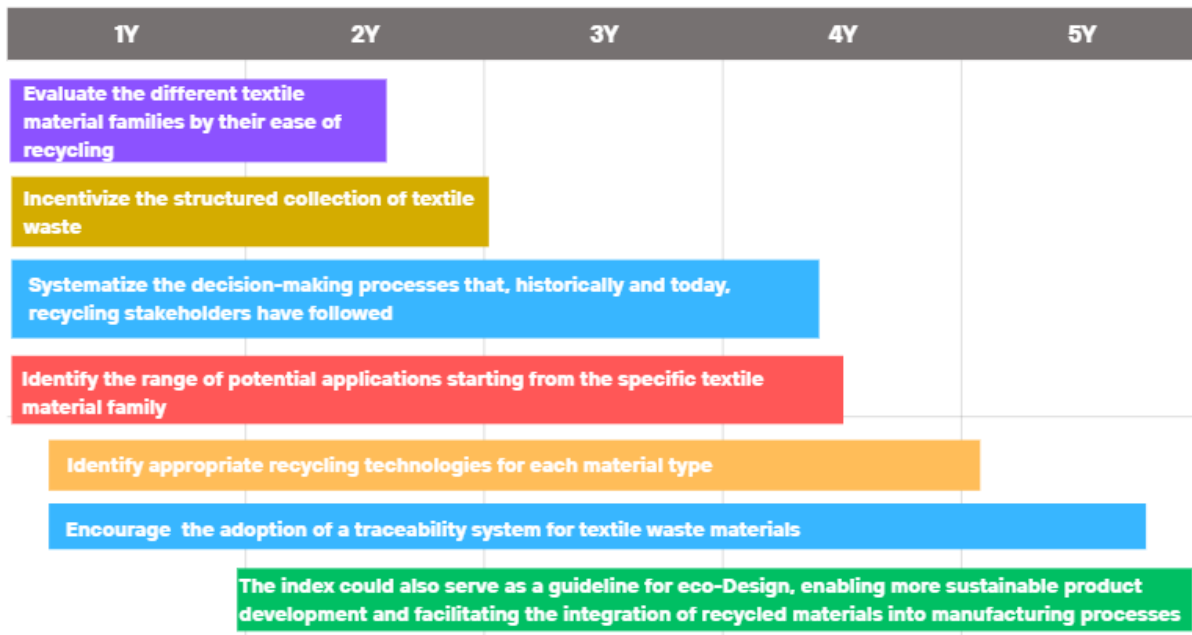 1Y 2Y 3Y 4Y 5Y
Evaluate the different textile
material families by their ease of
recycling
Incentivize the structured collection of textile
waste
Systematize the decision-making processes that, historically and today,
recycling stakeholders have followed
Identify the range of potential applications starting from the specific textile
material family
Identify appropriate recycling technologies for each material type
Encourage  the adoption of a traceability system for textile waste materials
The index could also serve as a guideline for eco-Design, enabling more sustainable product
development and facilitating the integration of recycled materials into manufacturing processes